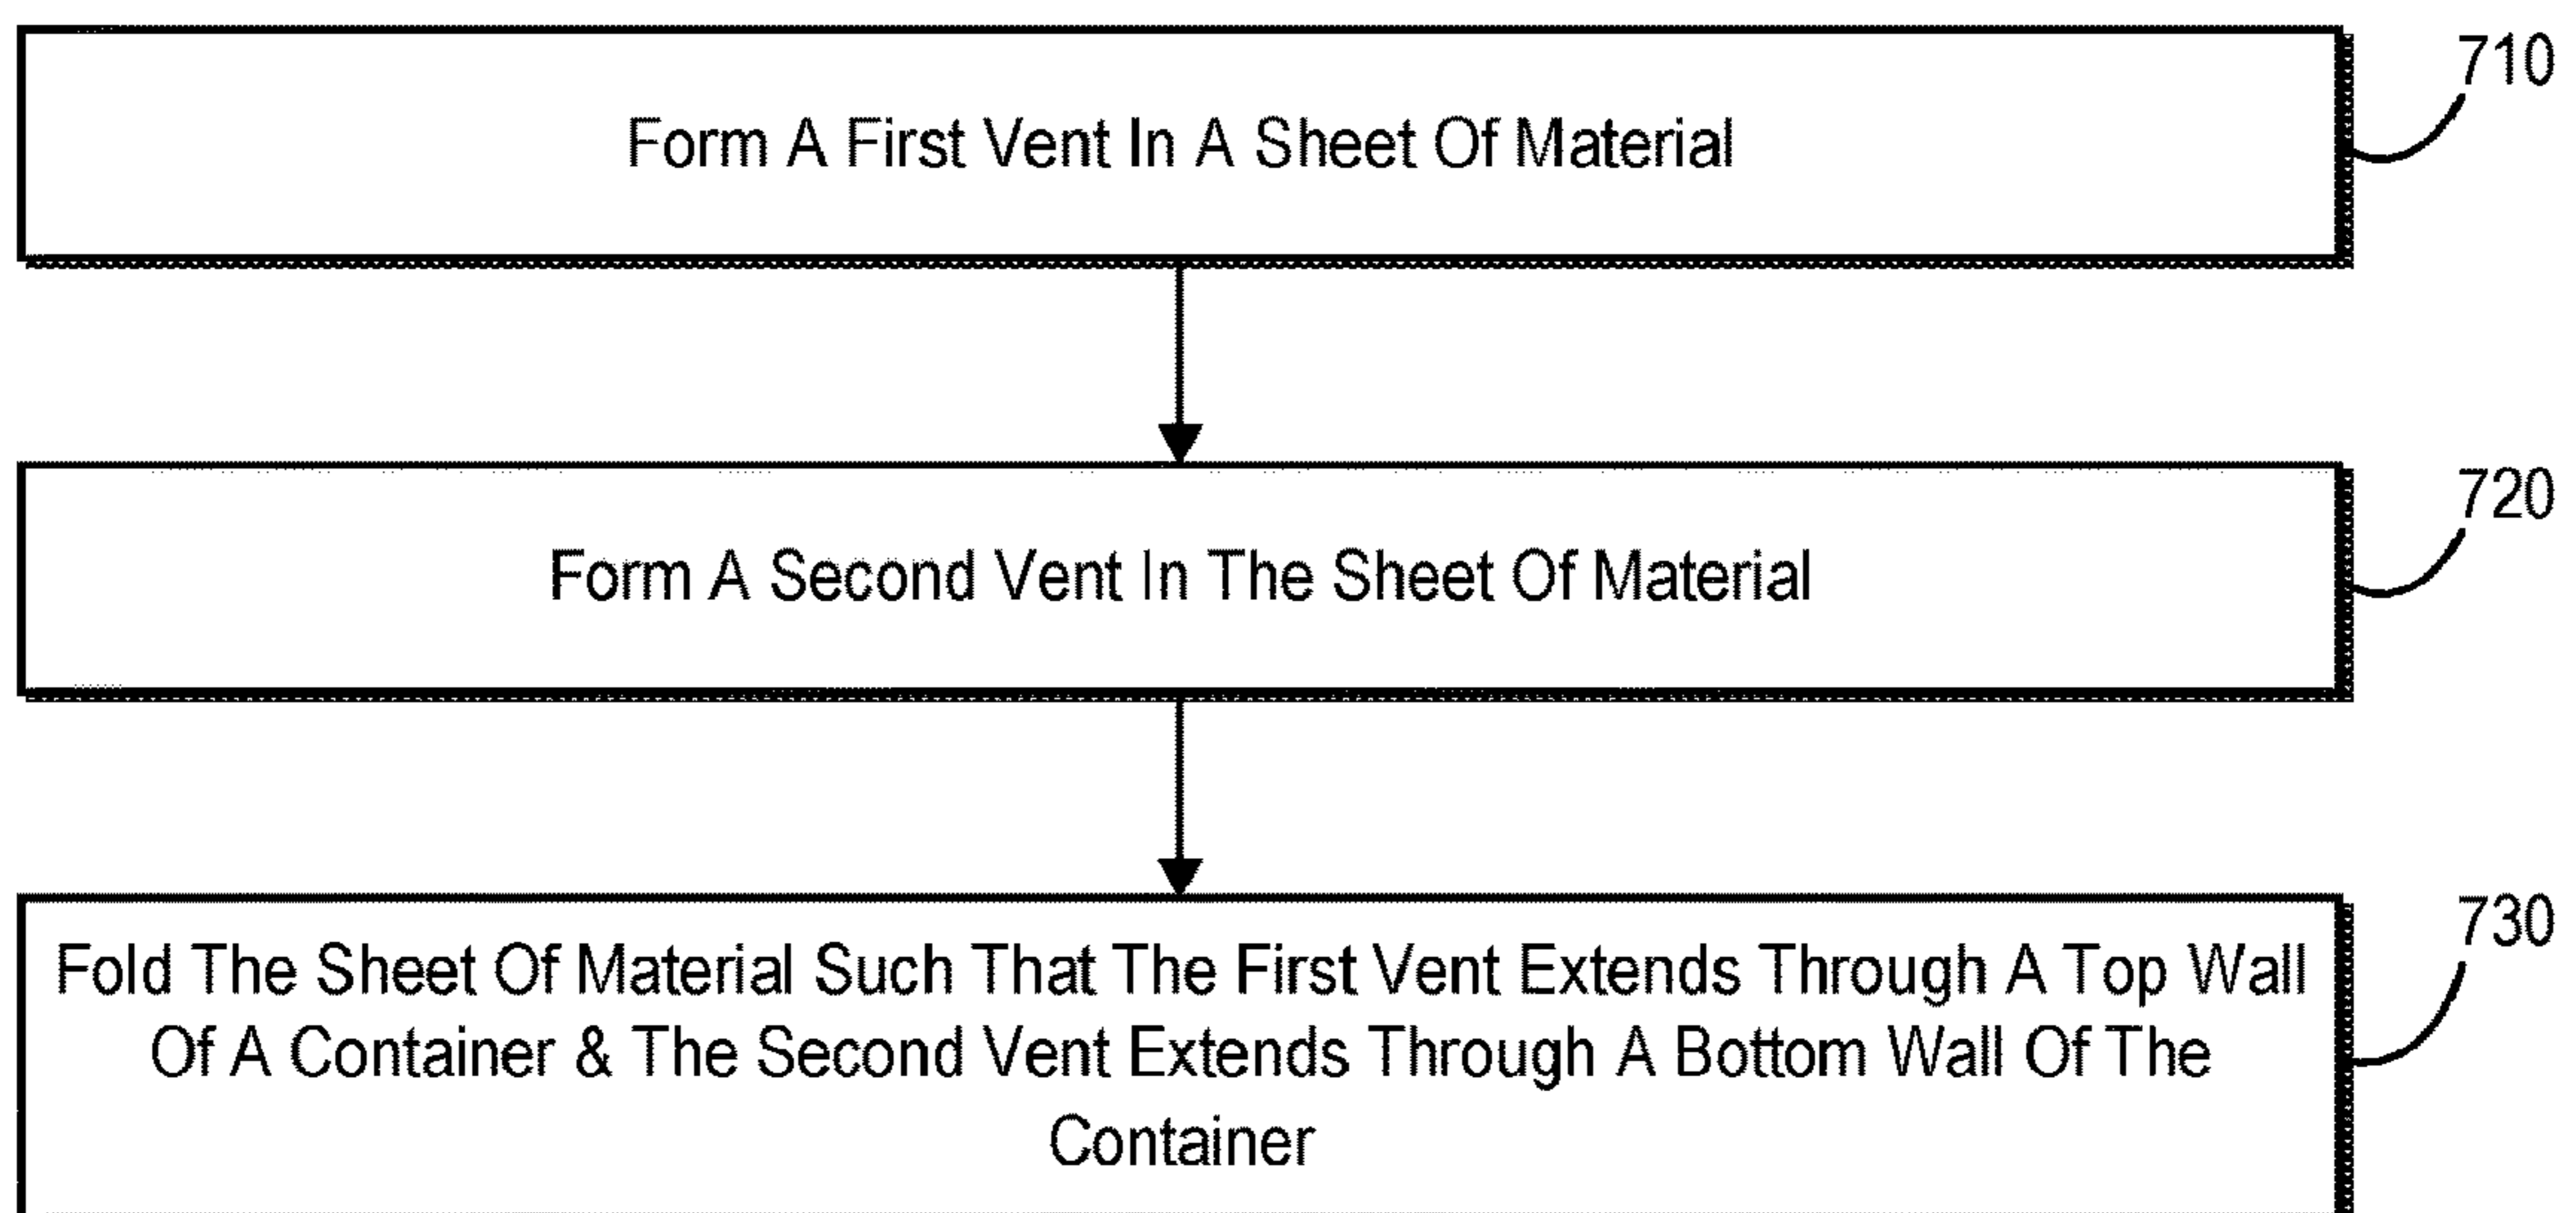 710
Form A First Vent In A Sheet Of Material
720
Form A Second Vent In The Sheet Of Material
730
Fold The Sheet Of Material Such That The First Vent Extends Through A Top Wall
Of A Container & The Second Vent Extends Through A Bottom Wall Of The
Container